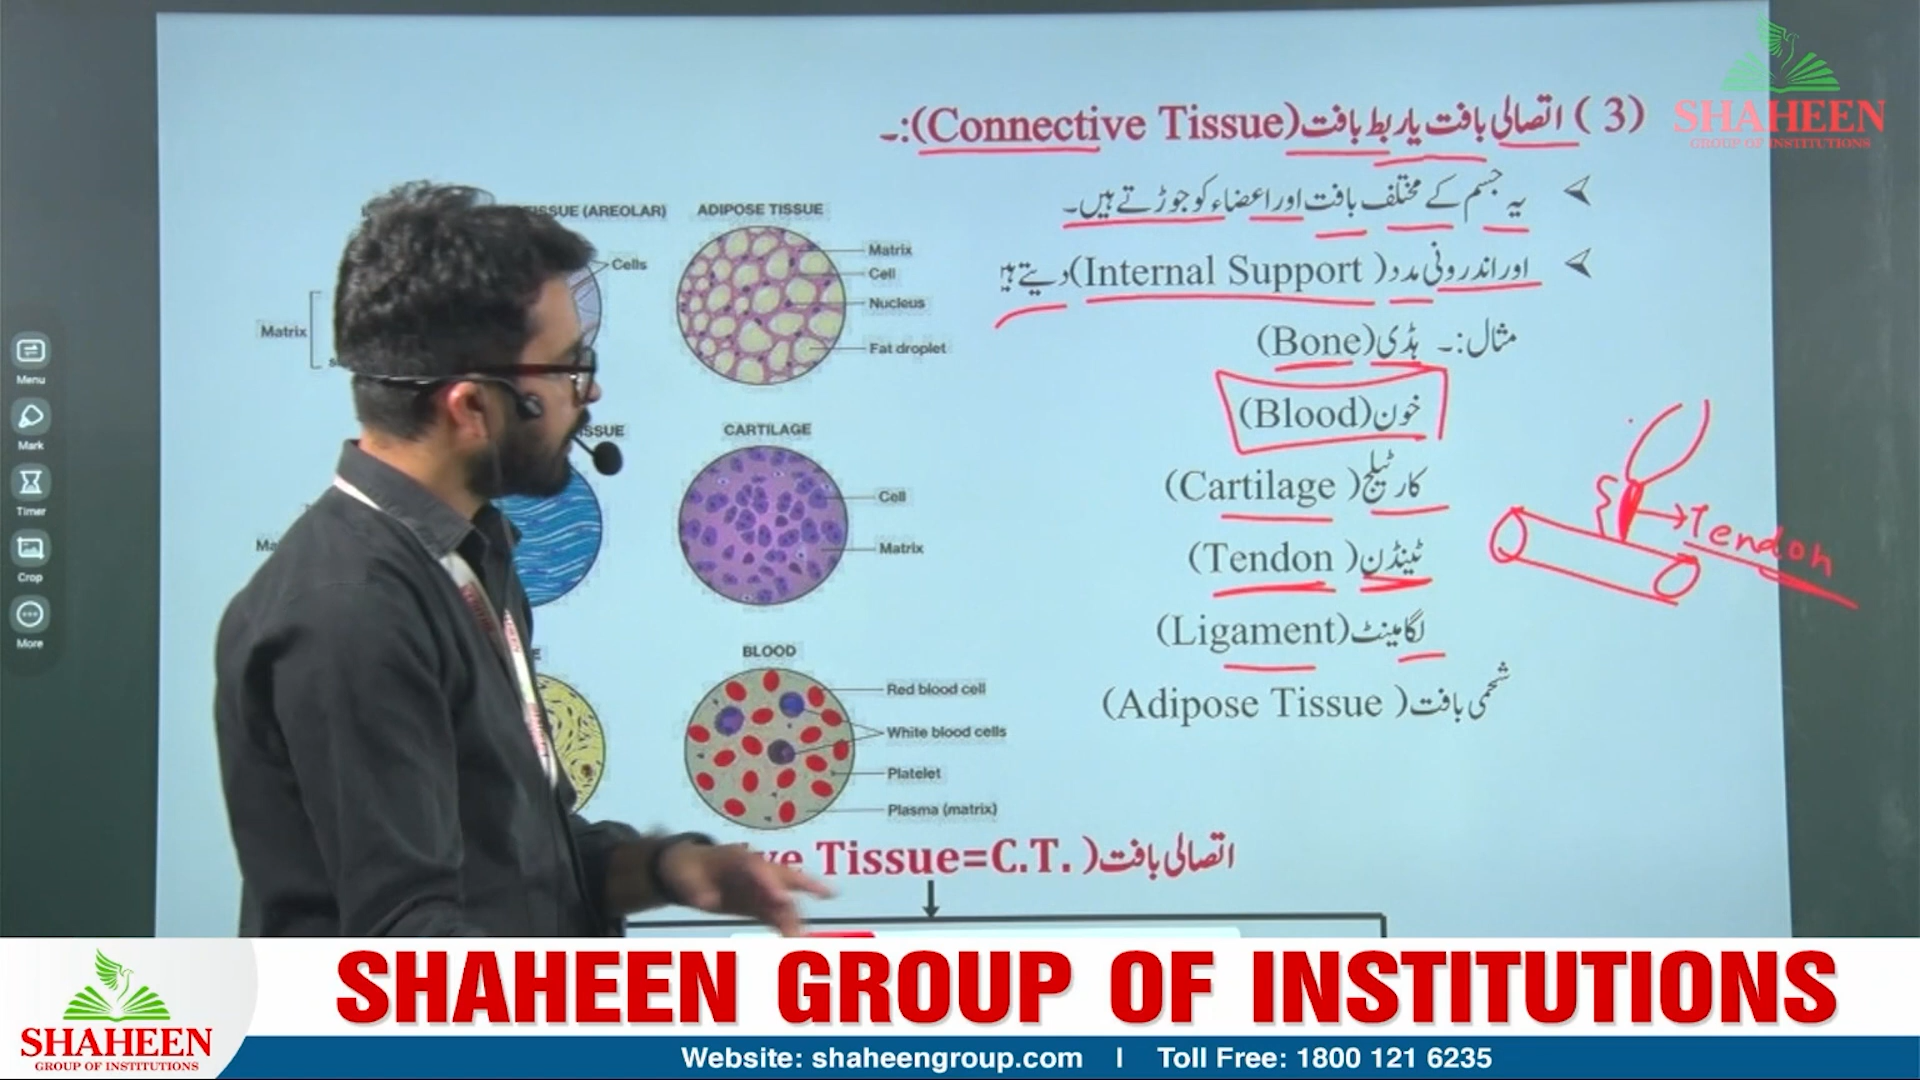 SHAHEEN
GROUP OF INSTITUTIONS
( 3 ) اتصالی بافت یا ربط بافت (Connective Tissue):۔
یہ جسم کے مختلف بافت اور اعضاء کو جوڑتے ہیں۔
اور اندرونی مدد ( Internal Support) دیتے ہیں
مثال:۔ ہڈی (Bone)
خون (Blood)
کارٹیلج ( Cartilage)
ٹینڈن ( Tendon)
لگامینٹ (Ligament)
شحمی بافت ( Adipose Tissue)
Tendon
TISSUE (AREOLAR)
Cells
Matrix
ADIPOSE TISSUE
Matrix
Cell
Nucleus
Fat droplet
CARTILAGE
Cell
Matrix
BLOOD
Red blood cell
White blood cells
Platelet
Plasma (matrix)
اتصالی بافت ( Tissue=C.T.
Menu
Mark
Timer
Crop
More
SHAHEEN
GROUP OF INSTITUTIONS
SHAHEEN GROUP OF INSTITUTIONS
Website: shaheengroup.com | Toll Free: 1800 121 6235